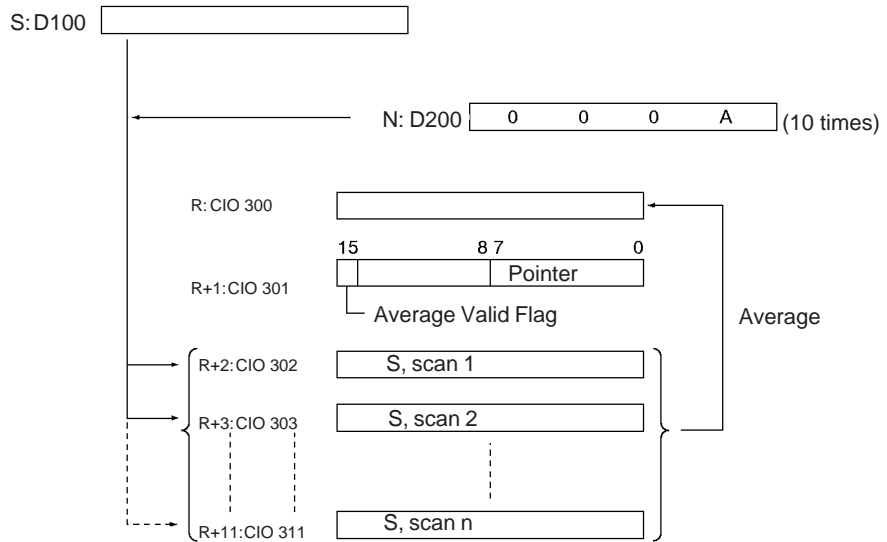 S: D100
N: D200 0 0 0 A (10 times)
R: CIO 300
15 8 7 0
R+1: CIO 301 Pointer
Average Valid Flag
Average
R+2: CIO 302 S, scan 1
R+3: CIO 303 S, scan 2
R+11: CIO 311 S, scan n